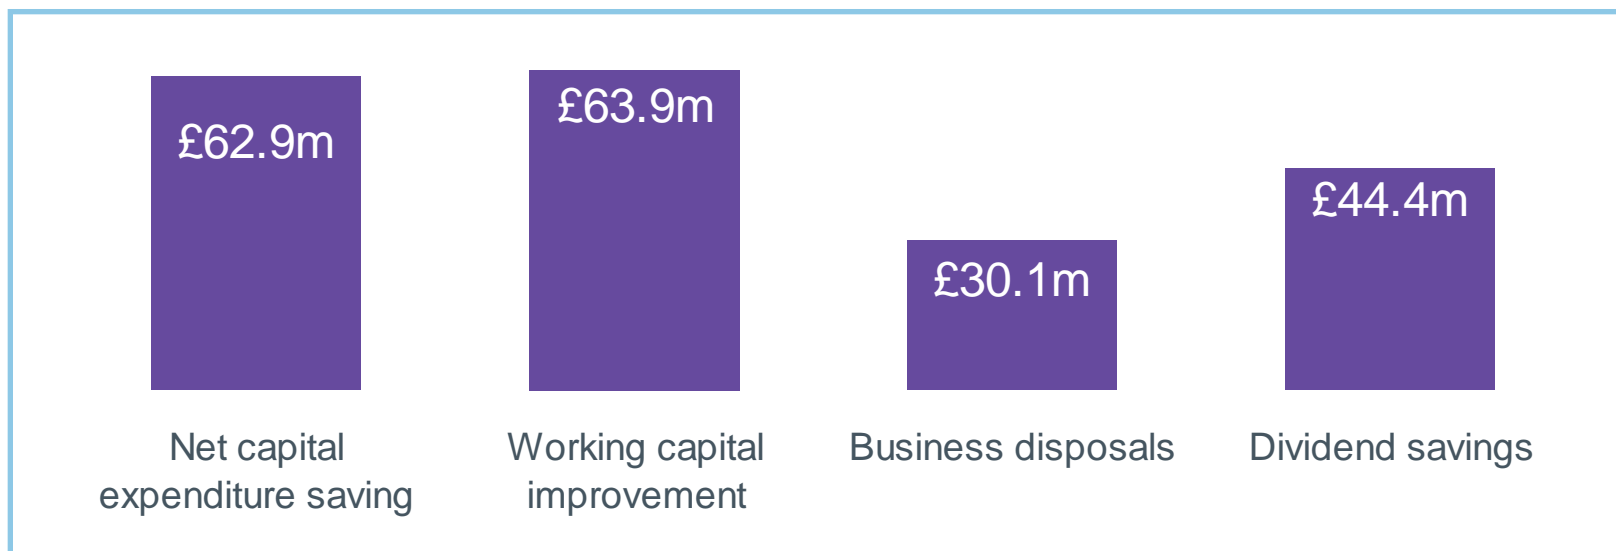 £62.9m
£63.9m
£30.1m
£44.4m
Net capital
expenditure saving
Working capital
improvement
Business disposals
Dividend savings